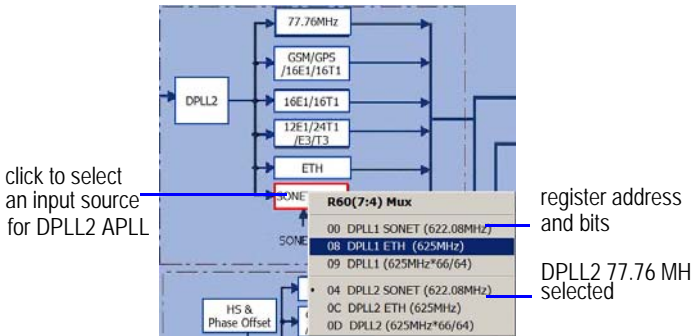 77.76MHz
GSM/GPS
/16E1/16T1
DPLL2
16E1/16T1
12E1/24T1
/E3/T3
ETH
click to select
an input source
for DPLL2 APLL
SONE
R60(7:4) Mux
00 DPLL1 SONET (622.08MHz)
08 DPLL1 ETH (625MHz)
09 DPLL1 (625MHz*66/64)
• 04 DPLL2 SONET (622.08MHz)
0C DPLL2 ETH (625MHz)
0D DPLL2 (625MHz*66/64)
SONE
register address
and bits
DPLL2 77.76 MH
selected
HS &
Phase Offset